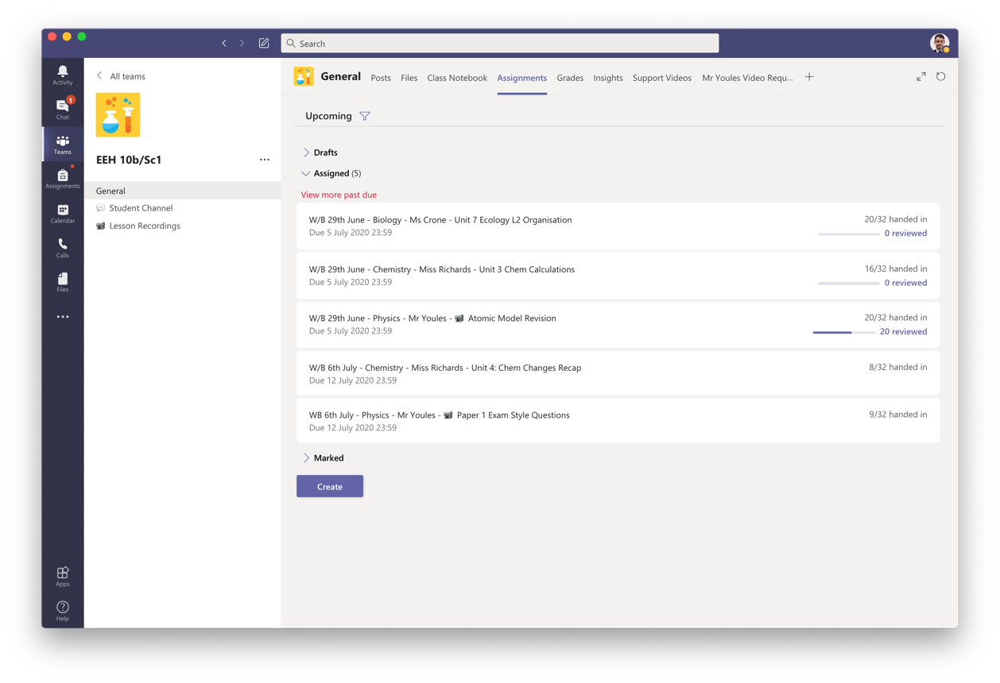 Search
Activity
1
Chat
Teams
Assignments
Calendar
Calls
Files
Apps
Help
All teams
EEH 10b/Sc1
General
Student Channel
Lesson Recordings
General Posts Files Class Notebook Assignments Grades Insights Support Videos Mr Youles Video Requ...
Upcoming
Drafts
Assigned (5)
View more past due
W/B 29th June - Biology - Ms Crone - Unit 7 Ecology L2 Organisation
Due 5 July 2020 23:59
20/32 handed in
0 reviewed
W/B 29th June - Chemistry - Miss Richards - Unit 3 Chem Calculations
Due 5 July 2020 23:59
16/32 handed in
0 reviewed
W/B 29th June - Physics - Mr Youles - 📹 Atomic Model Revision
Due 5 July 2020 23:59
20/32 handed in
20 reviewed
W/B 6th July - Chemistry - Miss Richards - Unit 4: Chem Changes Recap
Due 12 July 2020 23:59
8/32 handed in
WB 6th July - Physics - Mr Youles - 📹 Paper 1 Exam Style Questions
Due 12 July 2020 23:59
9/32 handed in
Marked
Create